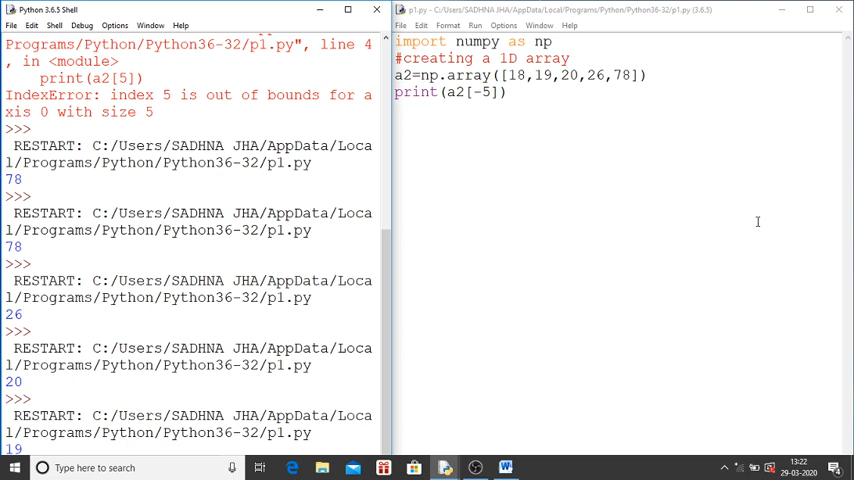 Python 3.6.5 Shell
File Edit Shell Debug Options Window Help
Programs/Python/Python36-32/p1.py", line 4
, in <module>
print(a2[5])
IndexError: index 5 is out of bounds for a
xis 0 with size 5
>>>
RESTART: C:/Users/SADHNA JHA/AppData/Loca
l/Programs/Python/Python36-32/p1.py
78
>>>
RESTART: C:/Users/SADHNA JHA/AppData/Loca
l/Programs/Python/Python36-32/p1.py
78
>>>
RESTART: C:/Users/SADHNA JHA/AppData/Loca
l/Programs/Python/Python36-32/p1.py
26
>>>
RESTART: C:/Users/SADHNA JHA/AppData/Loca
l/Programs/Python/Python36-32/p1.py
20
>>>
RESTART: C:/Users/SADHNA JHA/AppData/Loca
l/Programs/Python/Python36-32/p1.py
19
p1.py - C:/Users/SADHNA JHA/AppData/Local/Programs/Python/Python36-32/p1.py (3.6.5)
File Edit Format Run Options Window Help
import numpy as np
#creating a 1D array
a2=np.array([18,19,20,26,78])
print(a2[-5])
Type here to search
13:22
29-03-2020
4